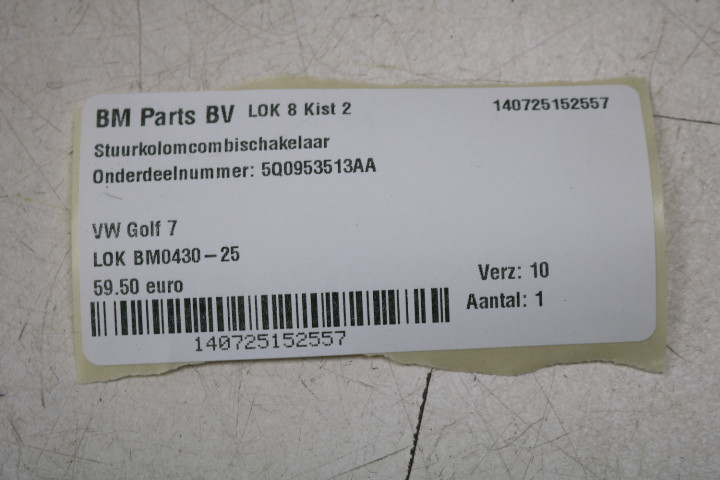 BM Parts BV LOK 8 Kist 2 140725152557
Stuurkolomcombischakelaar
Onderdeelnummer: 5Q0953513AA
VW Golf 7
LOK BM0430-25
59.50 euro
Verz: 10
Aantal: 1
140725152557